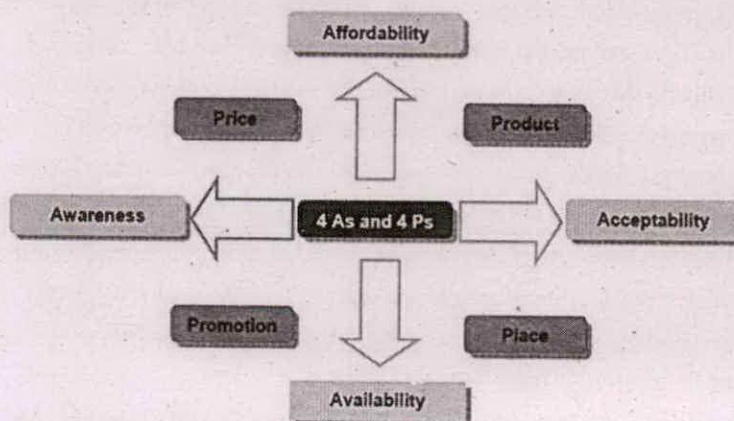 Affordability
Price
Product
Awareness
4 As and 4 Ps
Acceptability
Promotion
Place
Availability